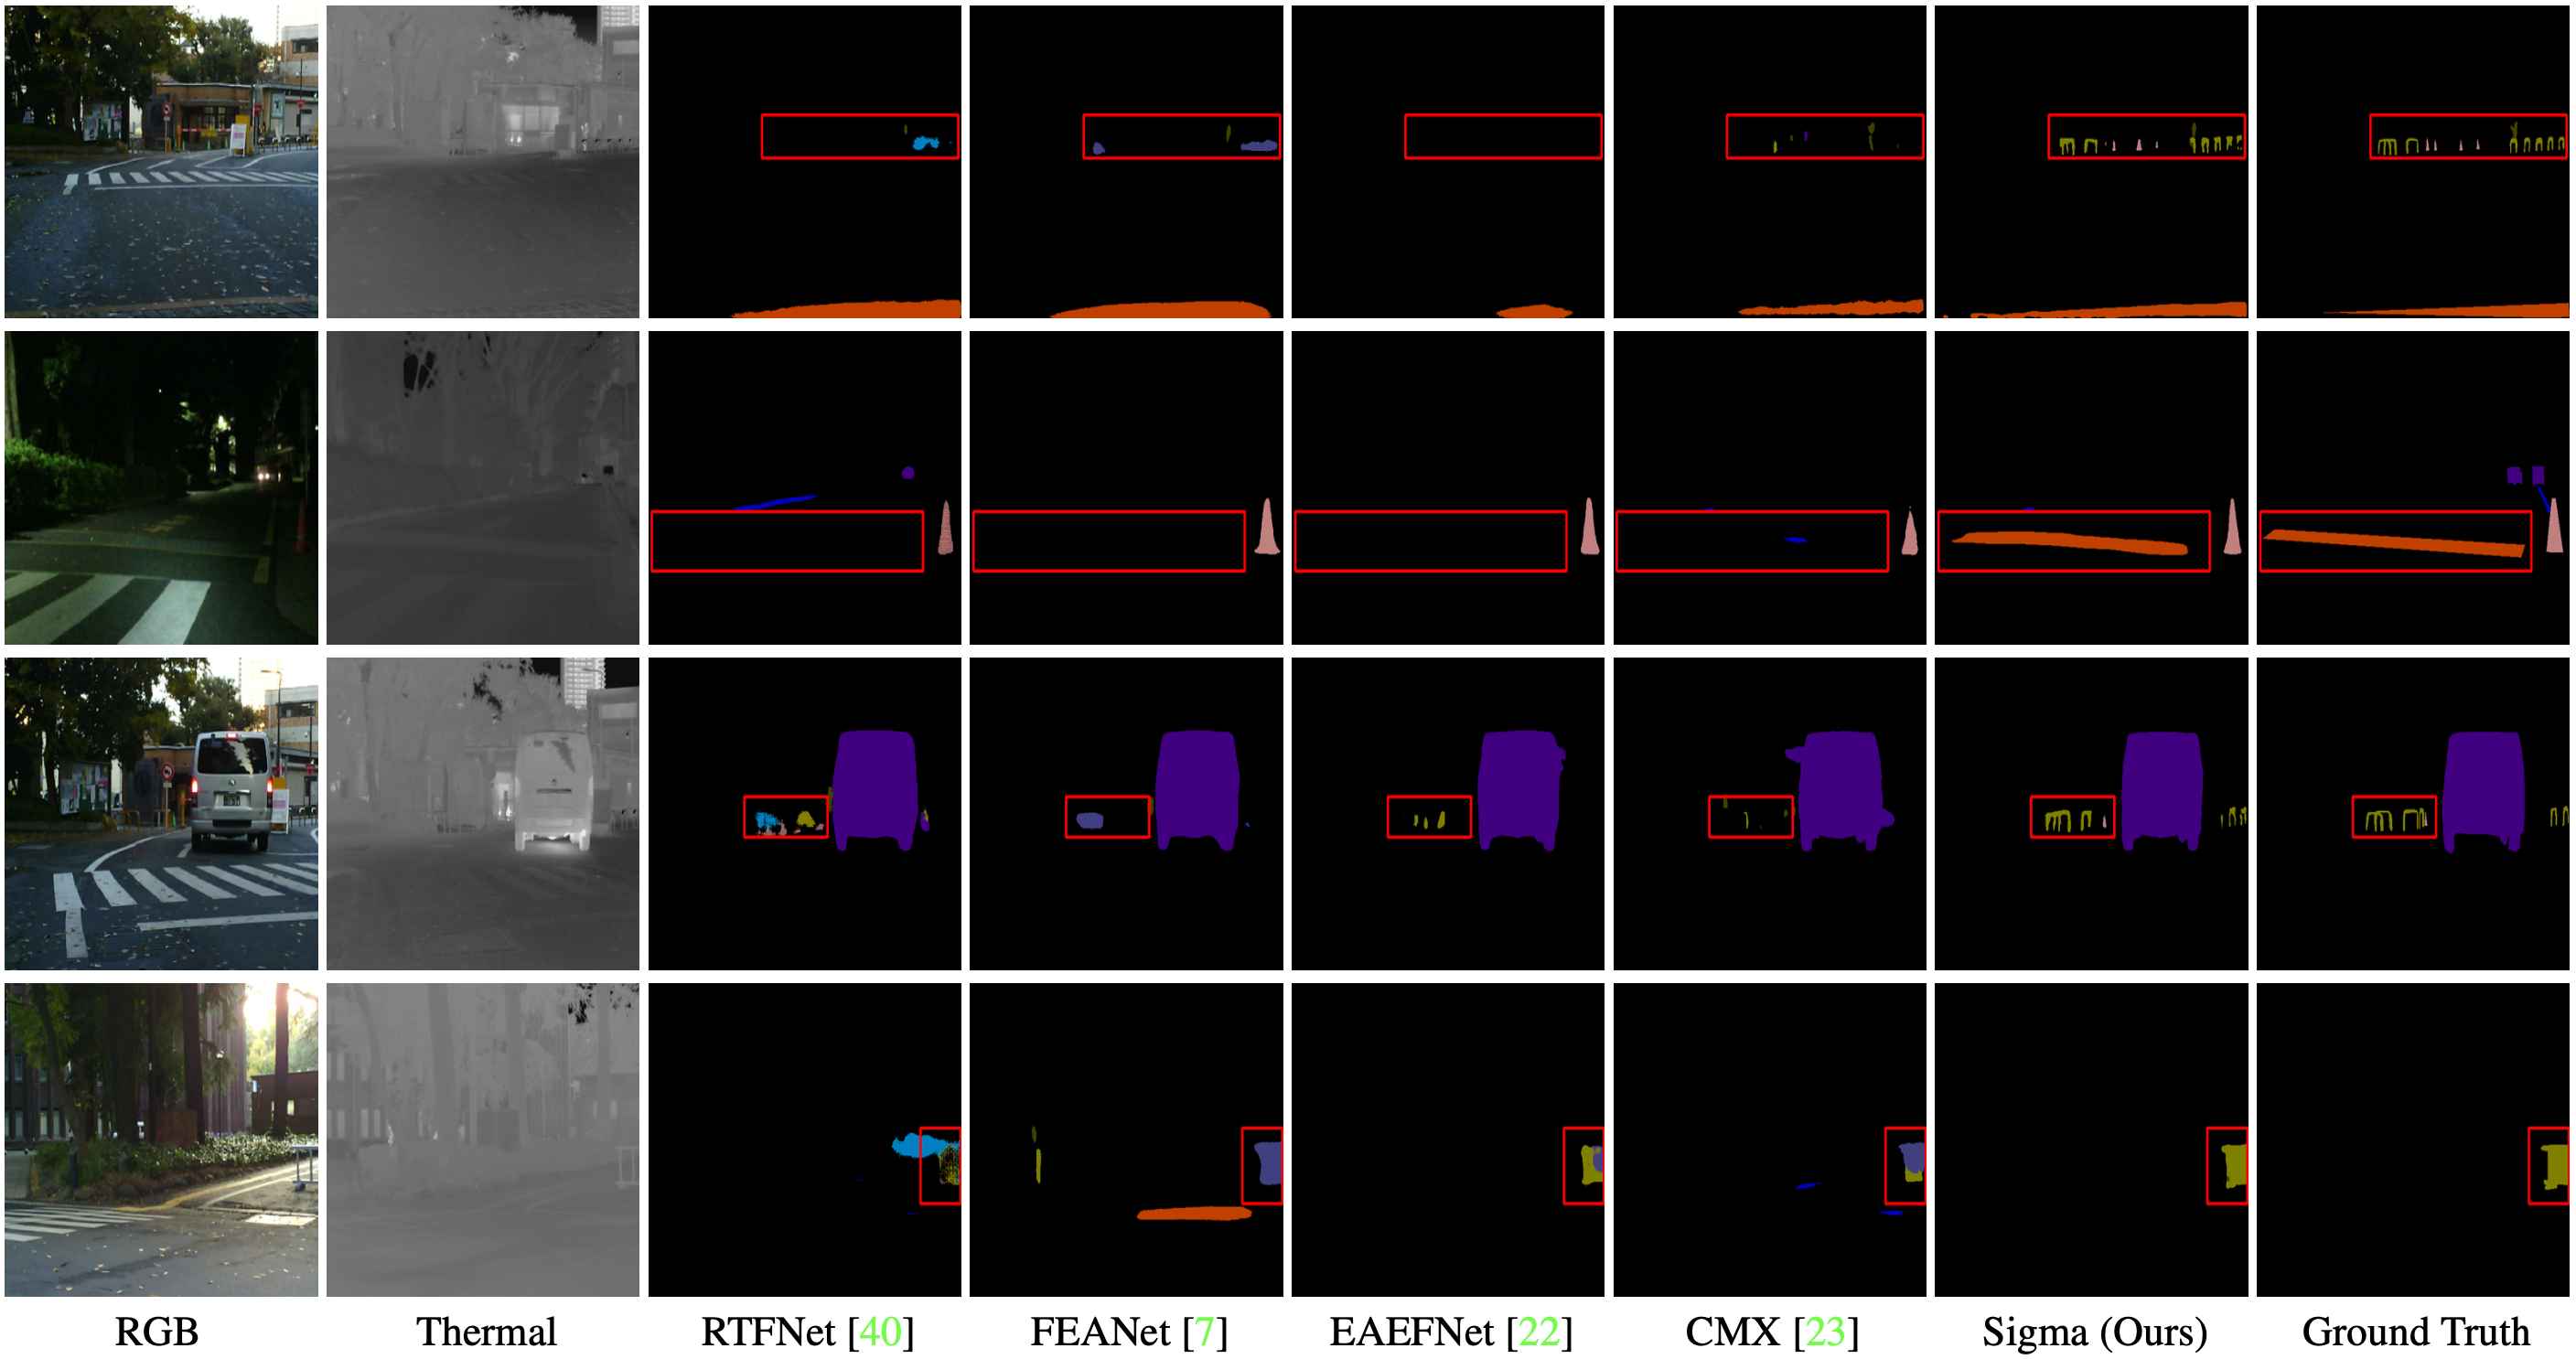 RGB
Thermal
RTFNet [40]
FEANet [7]
EAEFNet [22]
CMX [23]
Sigma (Ours)
Ground Truth